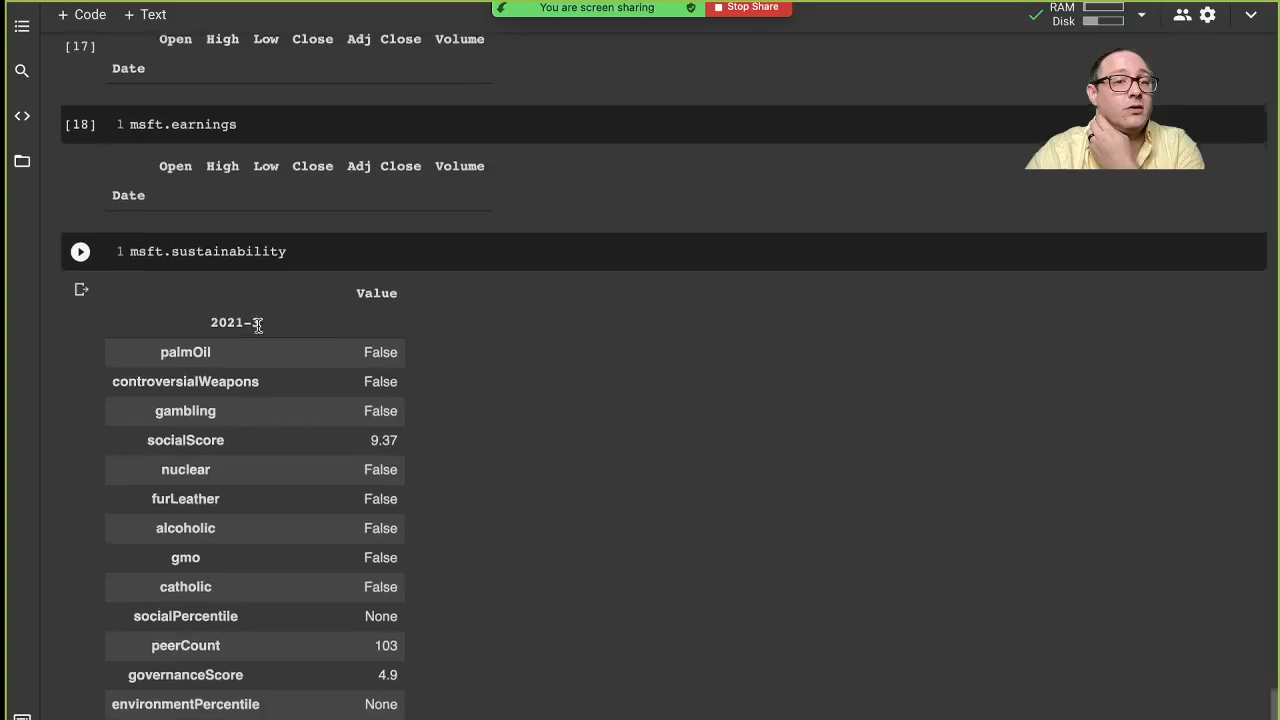 + Code + Text
You are screen sharing
Stop Share
RAM
Disk
[17]
Open High Low Close Adj Close Volume
Date
[18] 1 msft.earnings
Open High Low Close Adj Close Volume
Date
1 msft.sustainability
Value
2021-3
palmOil False
controversialWeapons False
gambling False
socialScore 9.37
nuclear False
furLeather False
alcoholic False
gmo False
catholic False
socialPercentile None
peerCount 103
governanceScore 4.9
environmentPercentile None